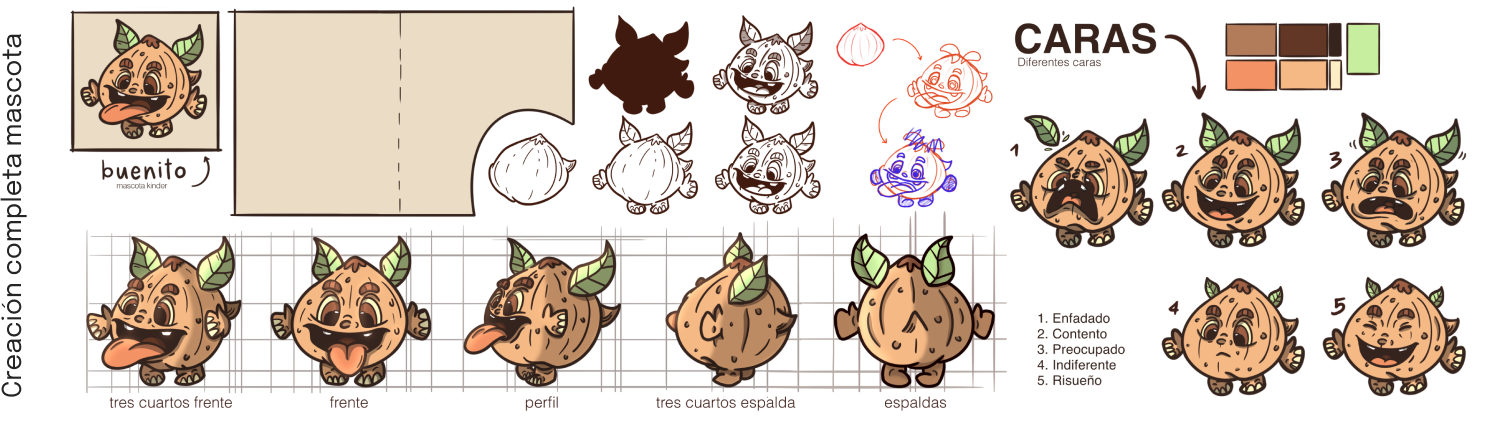 Creación completa mascota
buenito
mascota kinder
CARAS
Diferentes caras
1
2
3
4
5
1. Enfadado
2. Contento
3. Preocupado
4. Indiferente
5. Risueño
tres cuartos frente
frente
perfil
tres cuartos espalda
espaldas